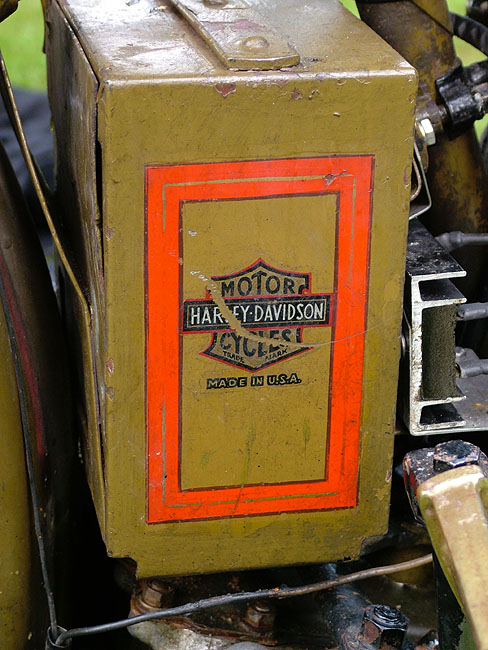 MOTOR
HARLEY-DAVIDSON
CYCLES
TRADE MARK
MADE IN U.S.A.